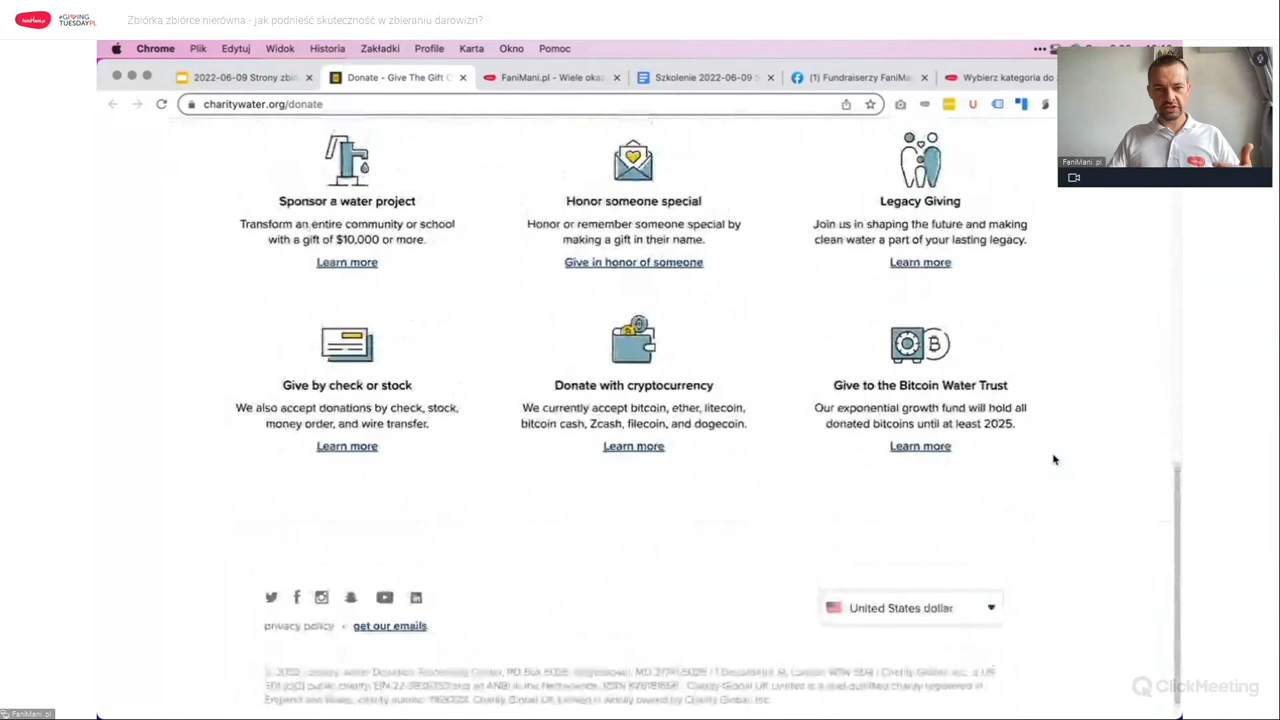 FaniMani.pl #GIVING TUESDAYPL Zbiórka zbiórce nierówna - jak podnieść skuteczność w zbieraniu darowizn?
Chrome Plik Edytuj Widok Historia Zakładki Profile Karta Okno Pomoc
2022-06-09 Strony zbi Donate - Give The Gift O FaniMani.pl - Wiele oka Szkolenie 2022-06-09 (1) Fundraiserzy FaniMa Wybierz kategoria do
charitywater.org/donate
FaniMani .pl
Sponsor a water project
Transform an entire community or school
with a gift of $10,000 or more.
Learn more
Honor someone special
Honor or remember someone special by
making a gift in their name.
Give in honor of someone
Legacy Giving
Join us in shaping the future and making
clean water a part of your lasting legacy.
Learn more
Give by check or stock
We also accept donations by check, stock,
money order, and wire transfer.
Learn more
Donate with cryptocurrency
We currently accept bitcoin, ether, litecoin,
bitcoin cash, Zcash, filecoin, and dogecoin.
Learn more
Give to the Bitcoin Water Trust
Our exponential growth fund will hold all
donated bitcoins until at least 2025.
Learn more
United States dollar
privacy policy • get our emails
ClickMeeting
FaniMani .pl